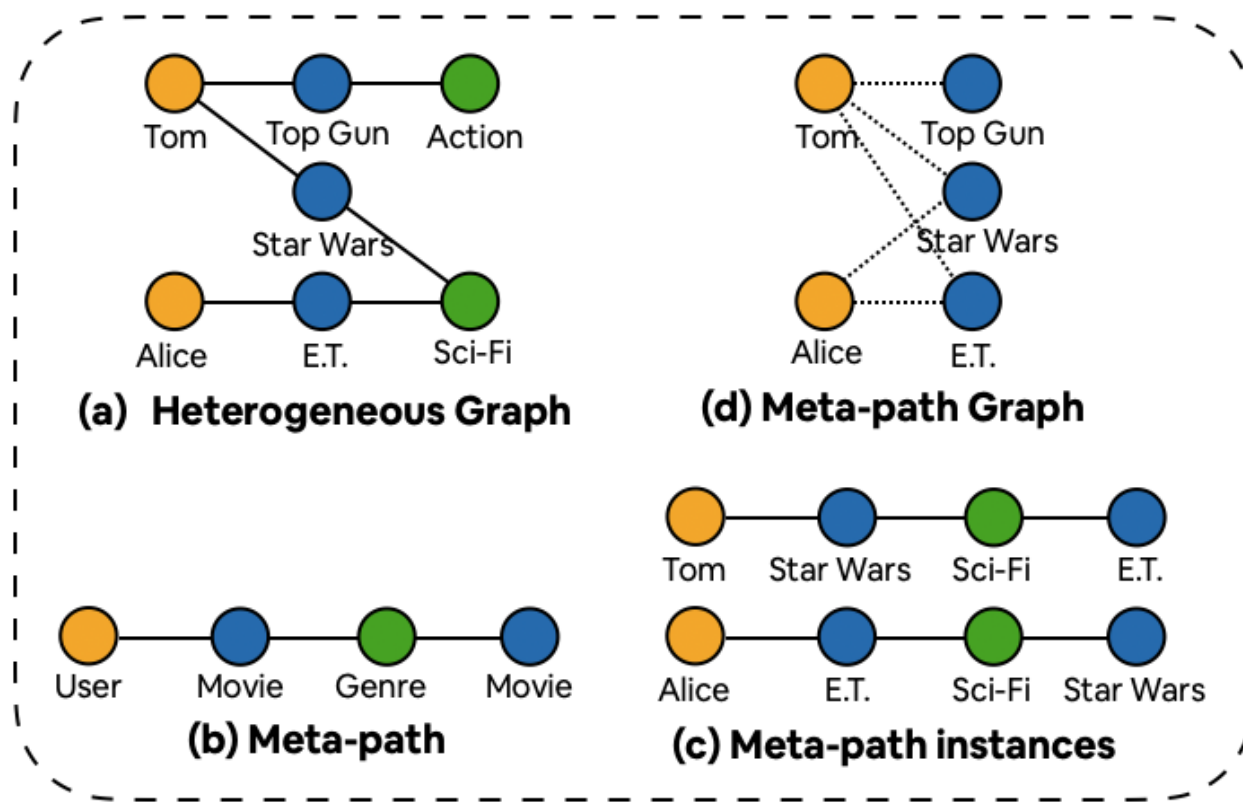 Tom Top Gun Action
Star Wars
Alice E.T. Sci-Fi
(a) Heterogeneous Graph
Tom Top Gun
Star Wars
Alice E.T.
(d) Meta-path Graph
User Movie Genre Movie
(b) Meta-path
Tom Star Wars Sci-Fi E.T.
Alice E.T. Sci-Fi Star Wars
(c) Meta-path instances